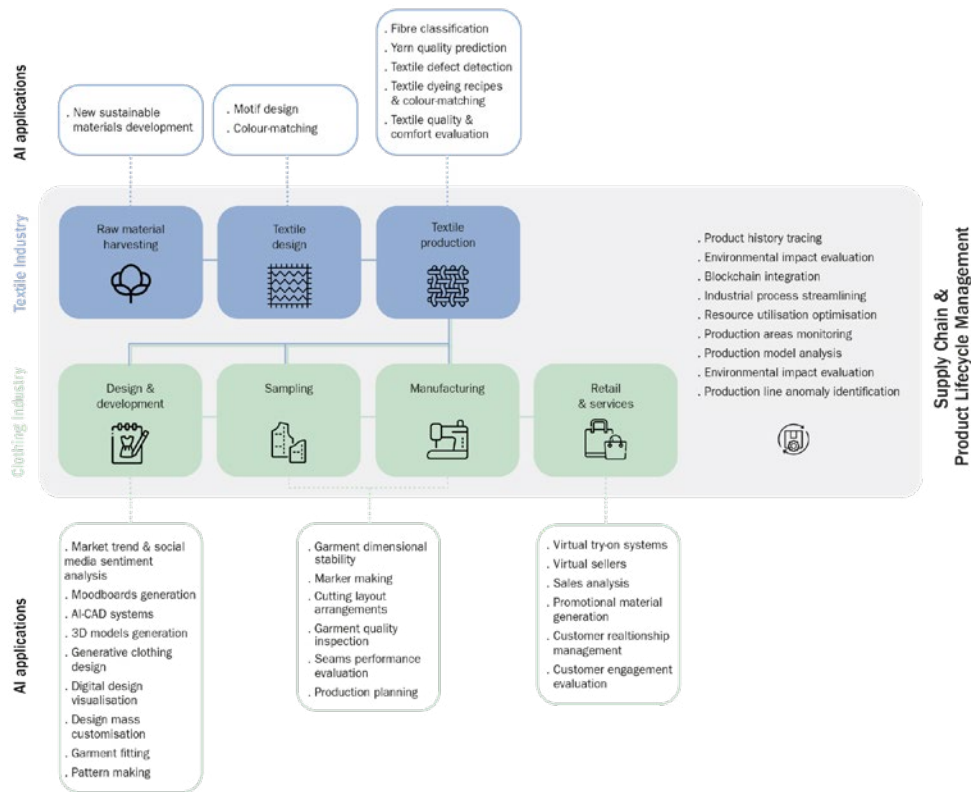 AI applications
. New sustainable
materials development
. Motif design
. Colour-matching
. Fibre classification
. Yarn quality prediction
. Textile defect detection
. Textile dyeing recipes
& colour-matching
. Textile quality &
comfort evaluation
Textile Industry
Raw material
harvesting
Textile
design
Textile
production
Clothing Industry
Design &
development
Sampling
Manufacturing
Retail
& services
. Product history tracing
. Environmental impact evaluation
. Blockchain integration
. Industrial process streamlining
. Resource utilisation optimisation
. Production areas monitoring
. Production model analysis
. Environmental impact evaluation
. Production line anomaly identification
Supply Chain &
Product Lifecycle Management
AI applications
. Market trend & social
media sentiment
analysis
. Moodboards generation
. AI-CAD systems
. 3D models generation
. Generative clothing
design
. Digital design
visualisation
. Design mass
customisation
. Garment fitting
. Pattern making
. Garment dimensional
stability
. Marker making
. Cutting layout
arrangements
. Garment quality
inspection
. Seams performance
evaluation
. Production planning
. Virtual try-on systems
. Virtual sellers
. Sales analysis
. Promotional material
generation
. Customer realtionship
management
. Customer engagement
evaluation